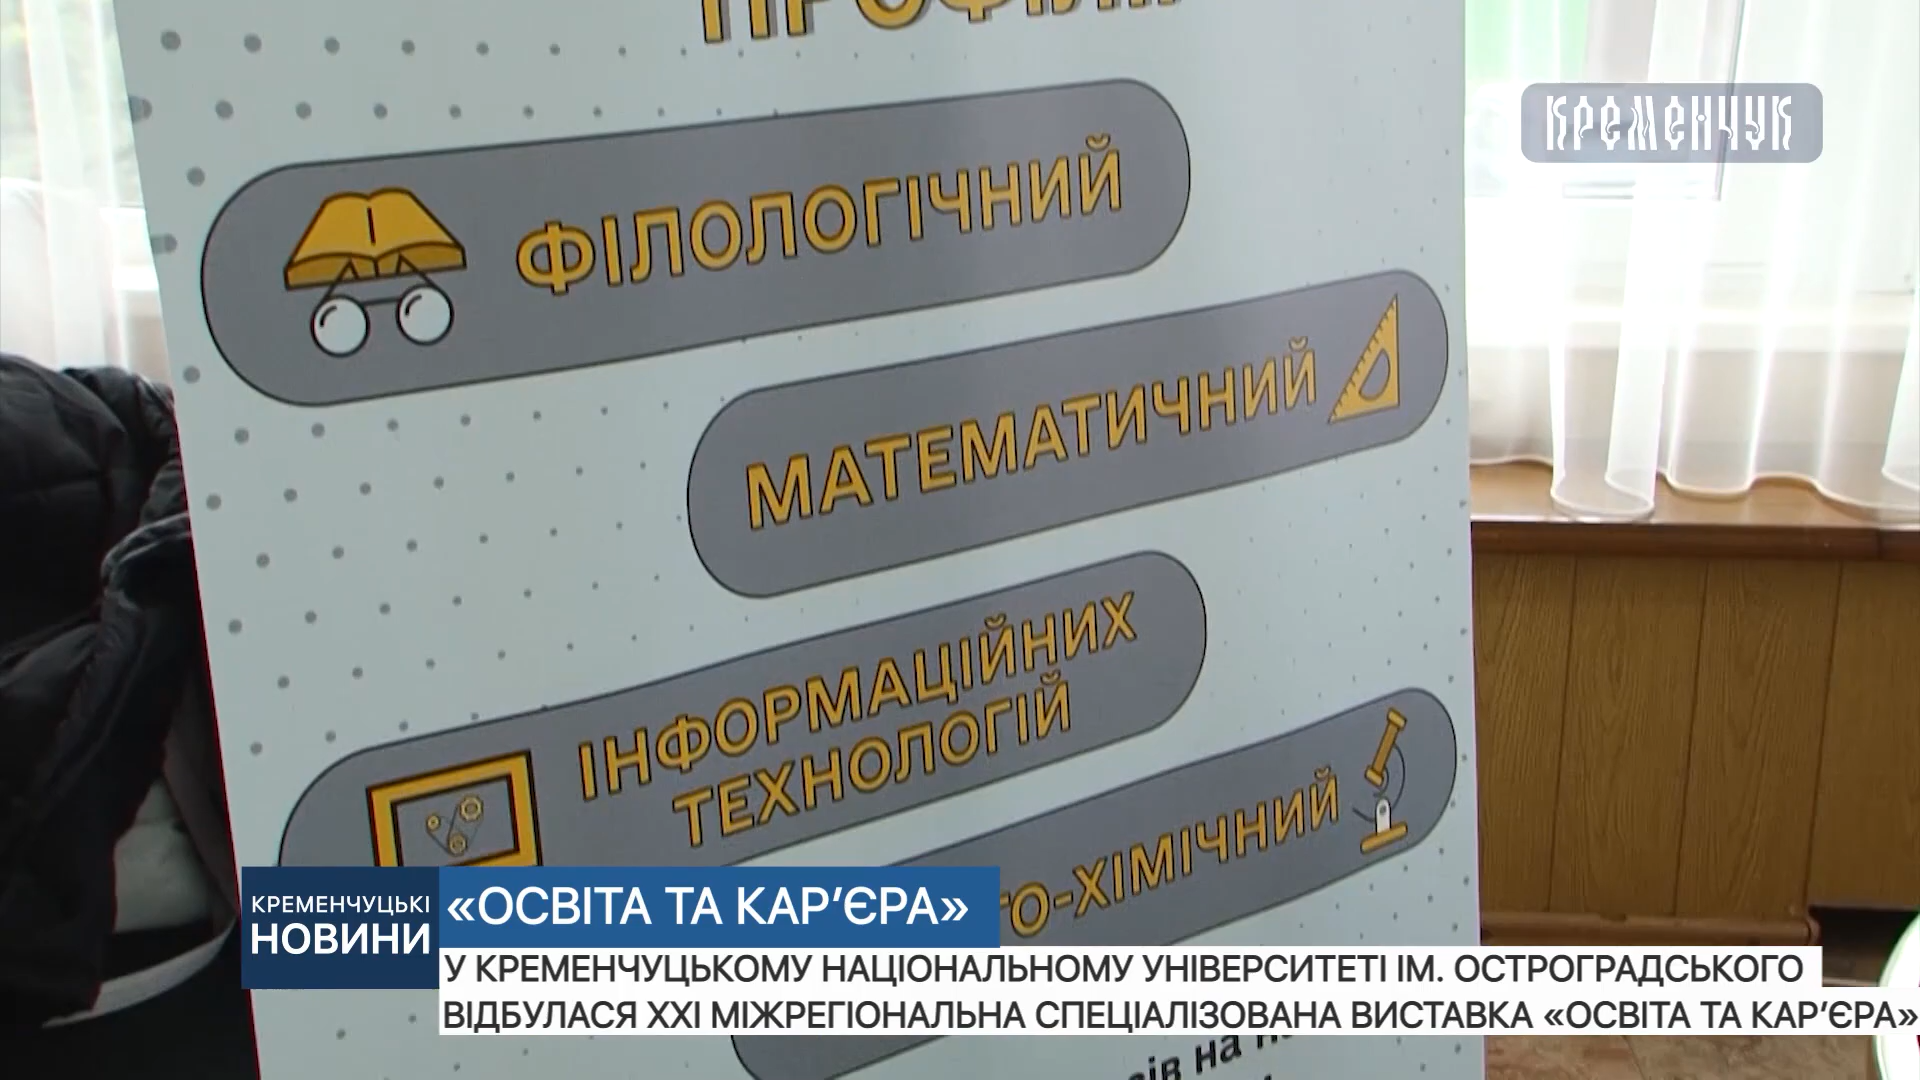 КРЕМЕНЧУК
ФІЛОЛОГІЧНИЙ
МАТЕМАТИЧНИЙ
ІНФОРМАЦІЙНИХ
ТЕХНОЛОГІЙ
-ХІМІЧНИЙ
КРЕМЕНЧУЦЬКІ
НОВИНИ
«ОСВІТА ТА КАР’ЄРА»
У КРЕМЕНЧУЦЬКОМУ НАЦІОНАЛЬНОМУ УНІВЕРСИТЕТІ ІМ. ОСТРОГРАДСЬКОГО
ВІДБУЛАСЯ XXI МІЖРЕГІОНАЛЬНА СПЕЦІАЛІЗОВАНА ВИСТАВКА «ОСВІТА ТА КАР’ЄРА»
на